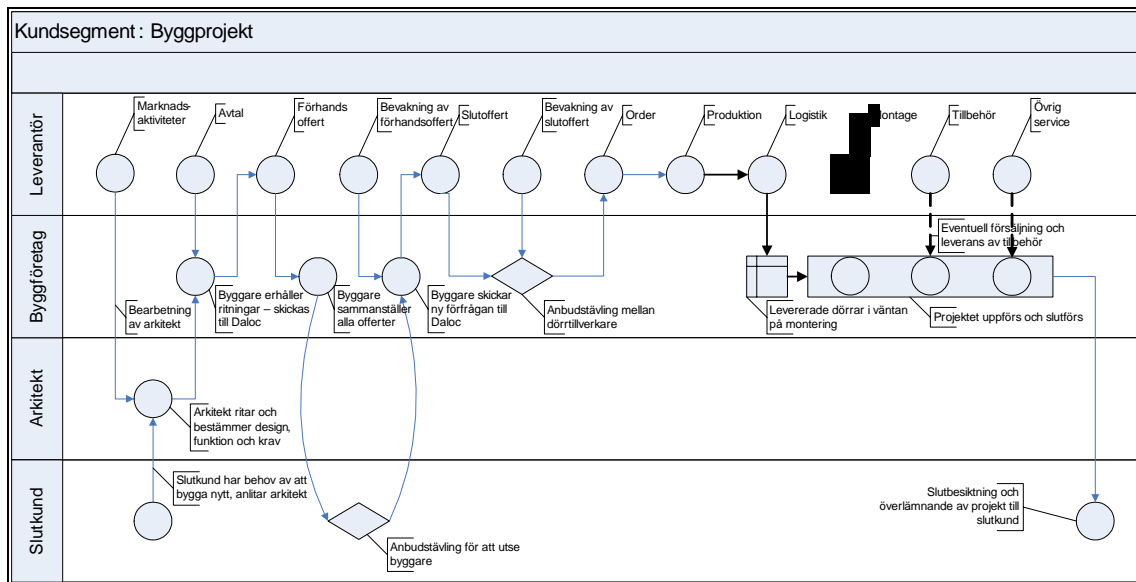 Kundsegment: Byggprojekt
Leverantör
Marknads-
aktiviteter
Avtal
Förhands
offert
Bevakning av
förhandsoffert
Slutoffert
Bevakning av
slutoffert
Order
Produktion
Logistik
ontage
Tillbehör
Övrig
service
Byggföretag
Bearbetning
av arkitekt
Byggare erhåller
ritningar – skickas
till Daloc
Byggare
sammanställer
alla offerter
Byggare skickar
ny förfrågan till
Daloc
Anbudstävling mellan
dörrtillverkare
Eventuell försäljning och
leverans av tilbehör
Levererade dörrar i väntan
på montering
Projektet uppförs och slutförs
Arkitekt
Arkitekt ritar och
bestämmer design,
funktion och krav
Slutkund
Slutkund har behov av att
bygga nytt, anlitar arkitekt
Anbudstävling för att utse
byggare
Slutbesiktning och
överlämnande av projekt till
slutkund